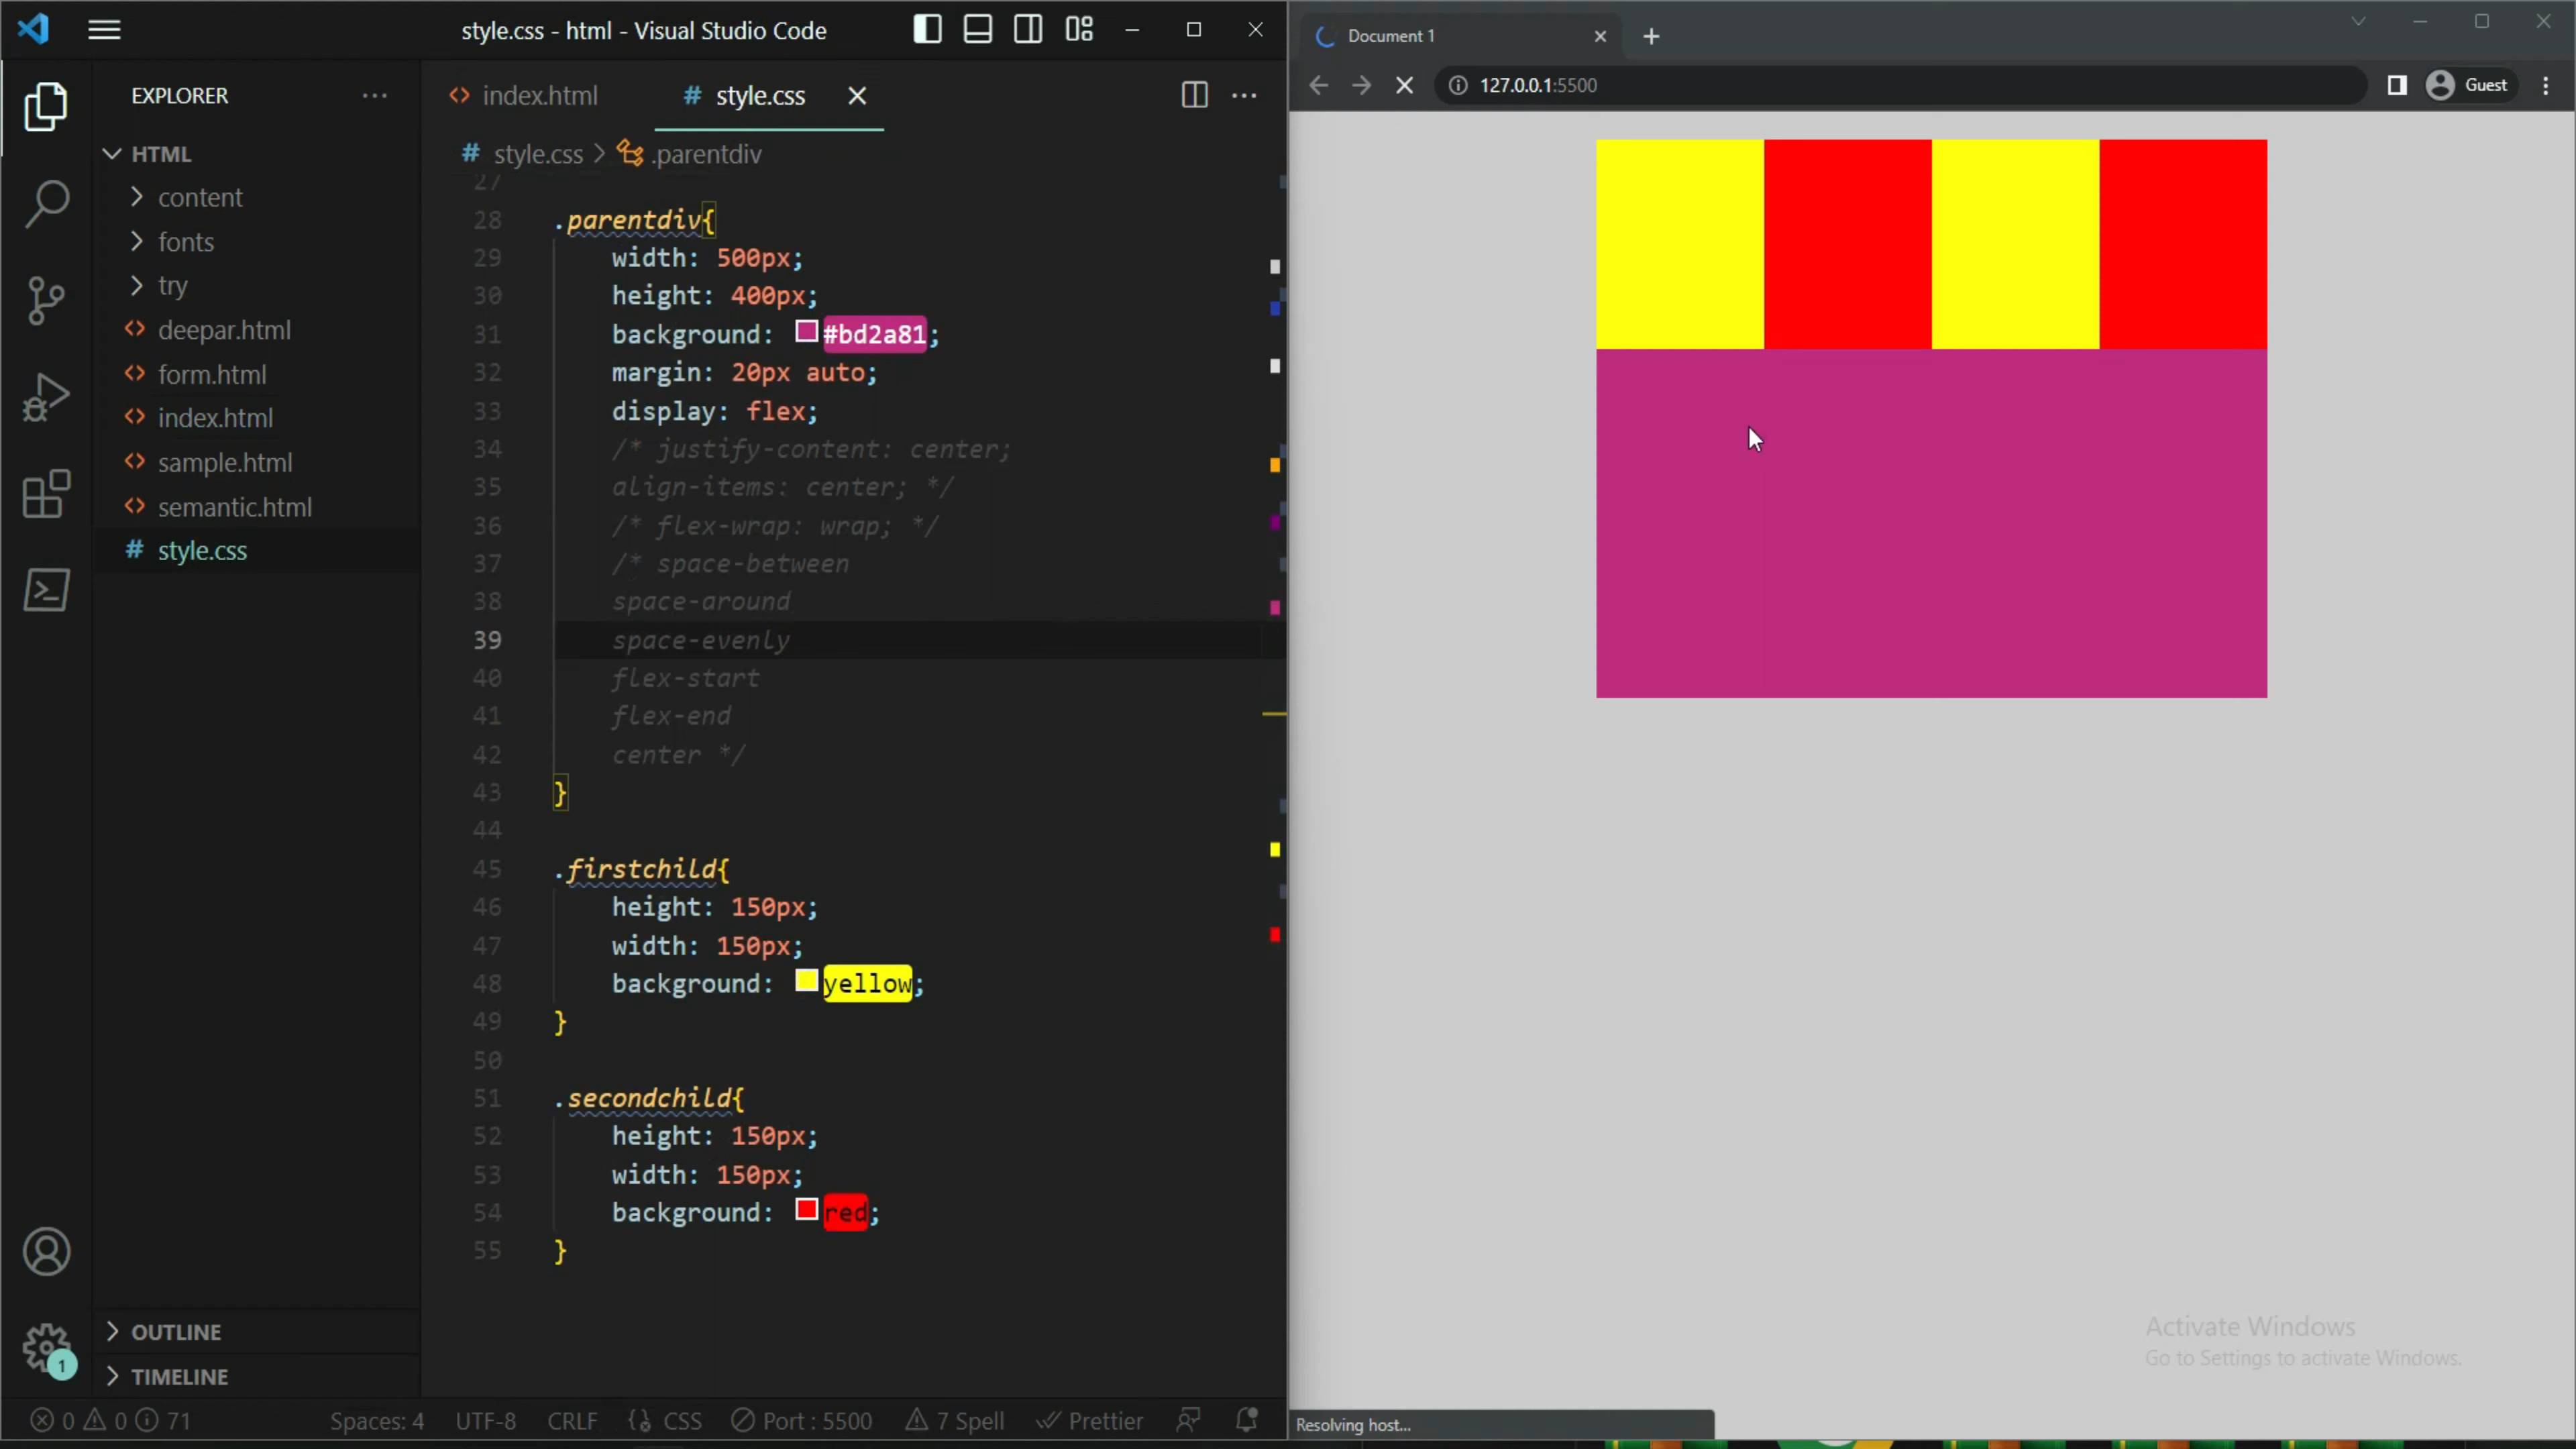 style.css - html - Visual Studio Code
EXPLORER
HTML
content
fonts
try
deepar.html
form.html
index.html
sample.html
semantic.html
# style.css
OUTLINE
TIMELINE
index.html
# style.css
# style.css > .parentdiv
27
28 .parentdiv{
29 width: 500px;
30 height: 400px;
31 background: #bd2a81;
32 margin: 20px auto;
33 display: flex;
34 /* justify-content: center;
35 align-items: center; */
36 /* flex-wrap: wrap; */
37 /* space-between
38 space-around
39 space-evenly
40 flex-start
41 flex-end
42 center */
43 }
44
45 .firstchild{
46 height: 150px;
47 width: 150px;
48 background: yellow;
49 }
50
51 .secondchild{
52 height: 150px;
53 width: 150px;
54 background: red;
55 }
1
0 0 71 Spaces: 4 UTF-8 CRLF {} CSS Port : 5500 7 Spell Prettier
Document 1
127.0.0.1:5500
Guest
Activate Windows
Go to Settings to activate Windows.
Resolving host...